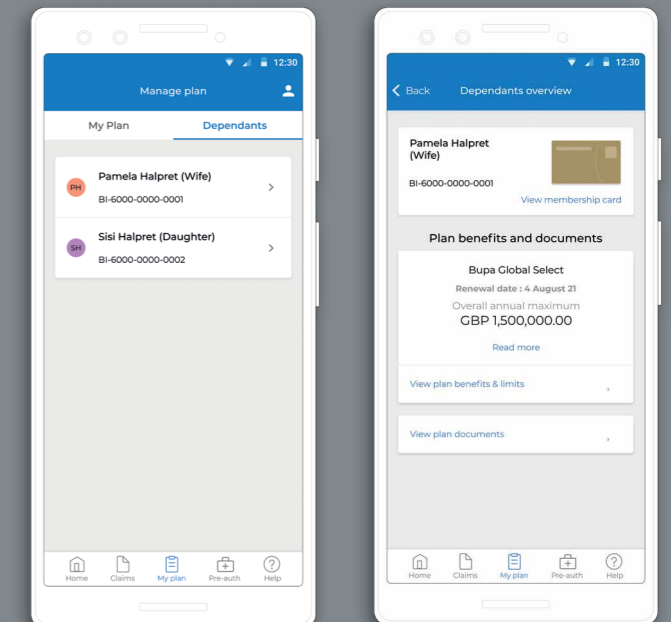 12:30
Manage plan
My Plan
Dependants
PH
Pamela Halpret (Wife)
BI-6000-0000-0001
SH
Sisi Halpret (Daughter)
BI-6000-0000-0002
Home
Claims
My plan
Pre-auth
Help
12:30
Back
Dependants overview
Pamela Halpret
(Wife)
BI-6000-0000-0001
View membership card
Plan benefits and documents
Bupa Global Select
Renewal date : 4 August 21
Overall annual maximum
GBP 1,500,000.00
Read more
View plan benefits & limits
View plan documents
Home
Claims
My plan
Pre-auth
Help